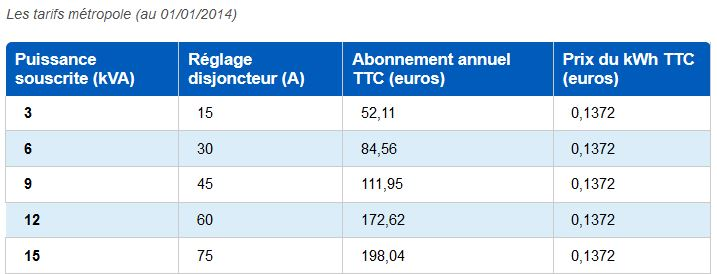 Les tarifs métropole (au 01/01/2014)
Puissance souscrite (kVA) Réglage disjoncteur (A) Abonnement annuel TTC (euros) Prix du kWh TTC (euros)
3 15 52,11 0,1372
6 30 84,56 0,1372
9 45 111,95 0,1372
12 60 172,62 0,1372
15 75 198,04 0,1372